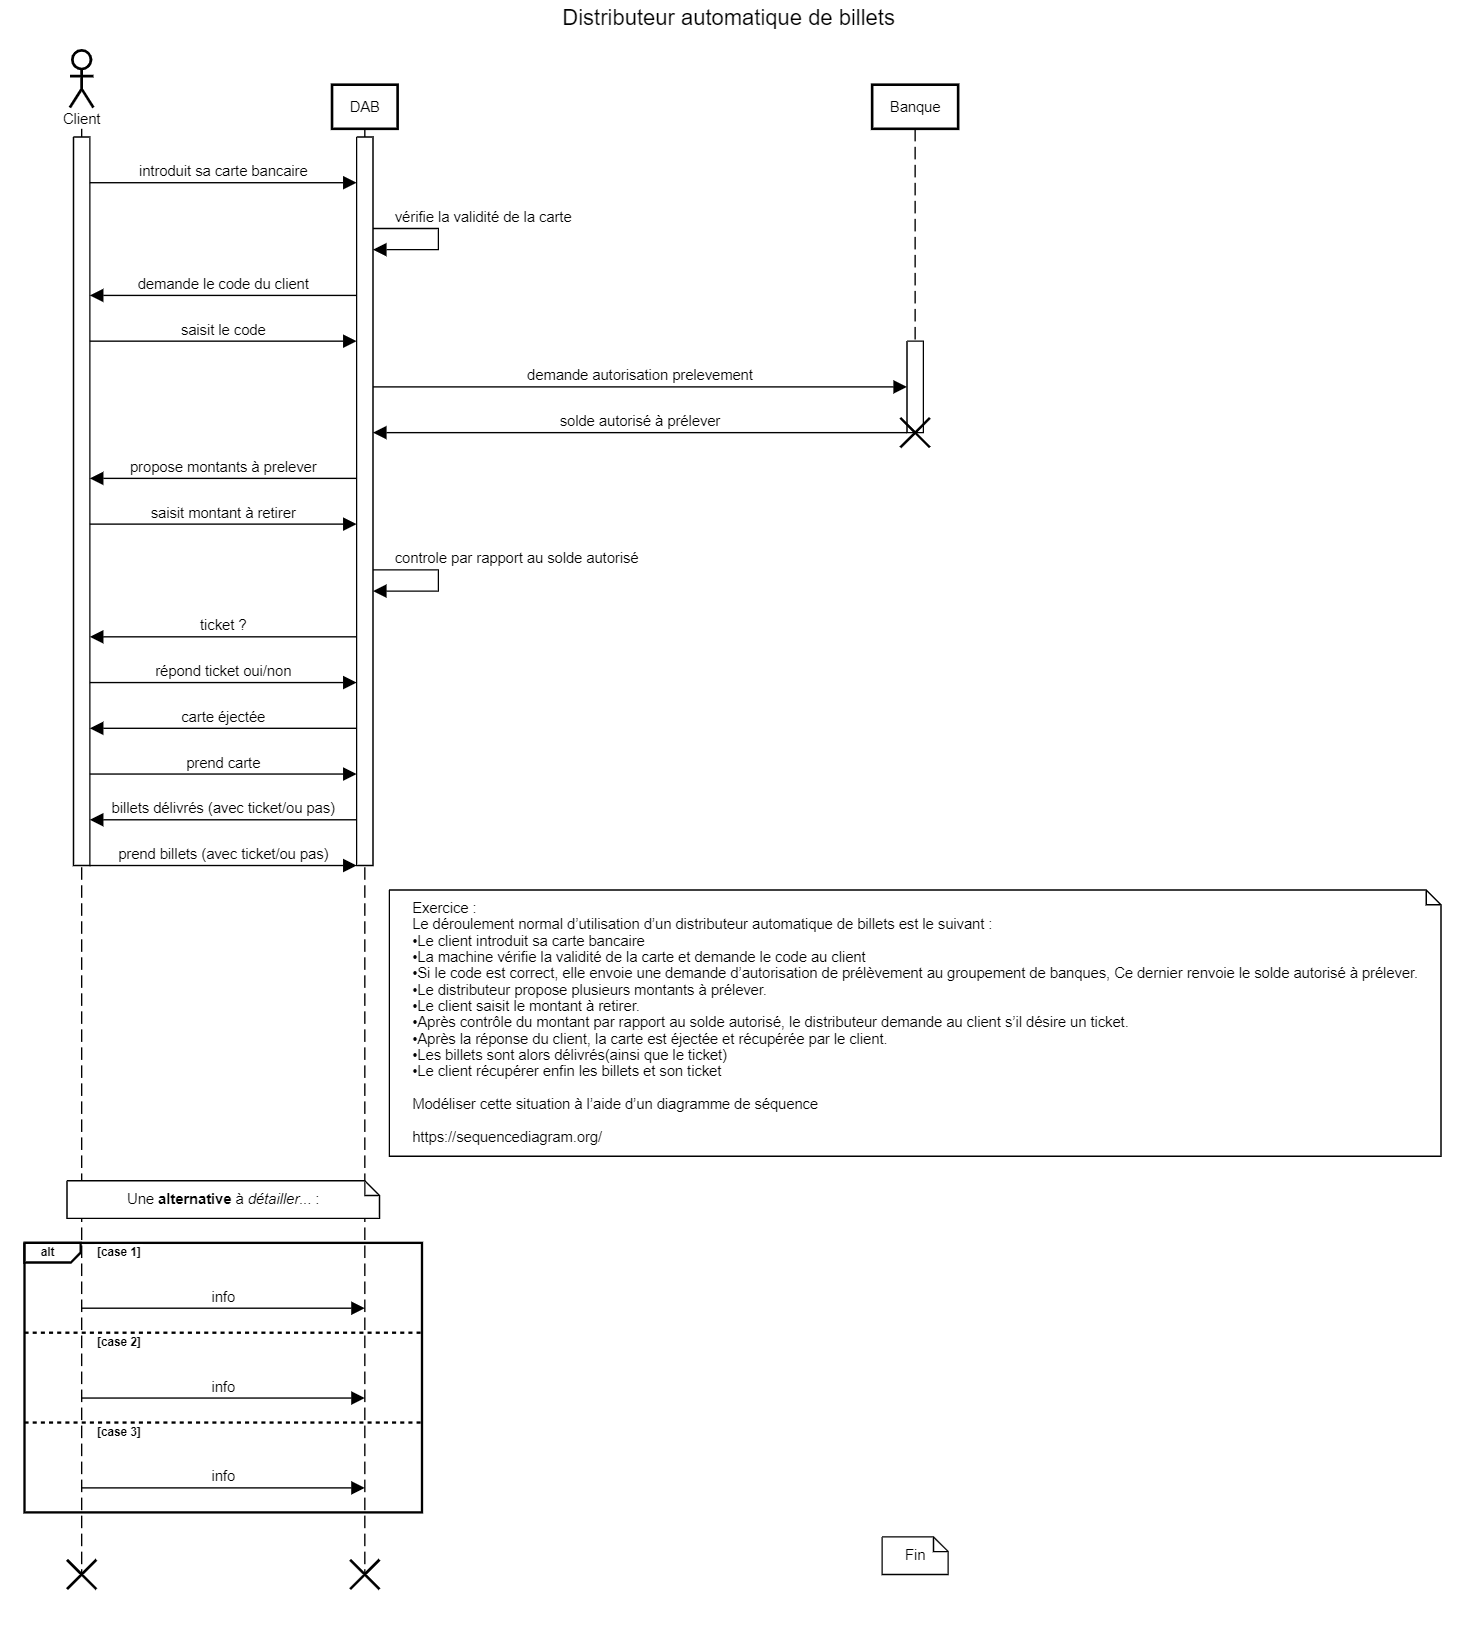 Distributeur automatique de billets
Client
DAB
Banque
introduit sa carte bancaire
vérifie la validité de la carte
demande le code du client
saisit le code
demande autorisation prelevement
solde autorisé à préléver
propose montants à prelever
saisit montant à retirer
controle par rapport au solde autorisé
ticket ?
répond ticket oui/non
carte éjectée
prend carte
billets délivrés (avec ticket/ou pas)
prend billets (avec ticket/ou pas)
Exercice :
Le déroulement normal d’utilisation d’un distributeur automatique de billets est le suivant :
•Le client introduit sa carte bancaire
•La machine vérifie la validité de la carte et demande le code au client
•Si le code est correct, elle envoie une demande d’autorisation de prélèvement au groupement de banques, Ce dernier renvoie le solde autorisé à prélever.
•Le distributeur propose plusieurs montants à prélever.
•Le client saisit le montant à retirer.
•Après contrôle du montant par rapport au solde autorisé, le distributeur demande au client s’il désire un ticket.
•Après la réponse du client, la carte est éjectée et récupérée par le client.
•Les billets sont alors délivrés(ainsi que le ticket)
•Le client récupérer enfin les billets et son ticket
Modéliser cette situation à l’aide d’un diagramme de séquence
https://sequencediagram.org/
Une alternative à détailler... :
alt
[case 1]
info
[case 2]
info
[case 3]
info
Fin